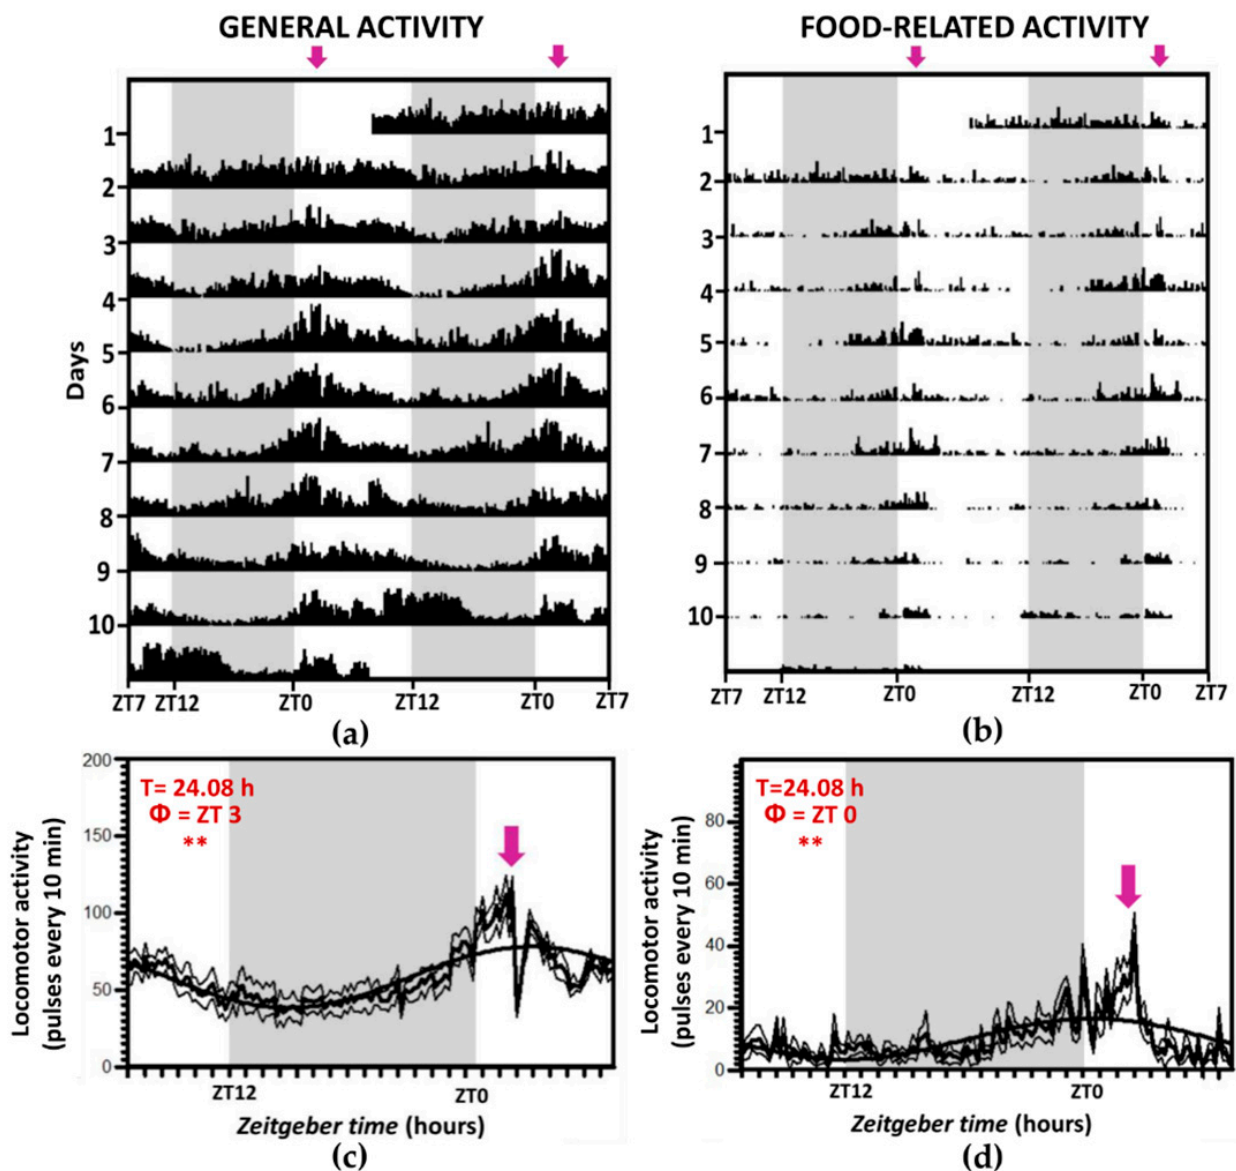 GENERAL ACTIVITY
FOOD-RELATED ACTIVITY
Days
1
2
3
4
5
6
7
8
9
10
ZT7 ZT12 ZT0 ZT12 ZT0 ZT7
(a)
1
2
3
4
5
6
7
8
9
10
ZT7 ZT12 ZT0 ZT12 ZT0 ZT7
(b)
Locomotor activity
(pulses every 10 min)
200
150
100
50
0
T= 24.08 h
Φ = ZT 3
**
ZT12 ZT0
Zeitgeber time (hours)
(c)
Locomotor activity
(pulses every 10 min)
80
60
40
20
0
T=24.08 h
Φ = ZT 0
**
ZT12 ZT0
Zeitgeber time (hours)
(d)